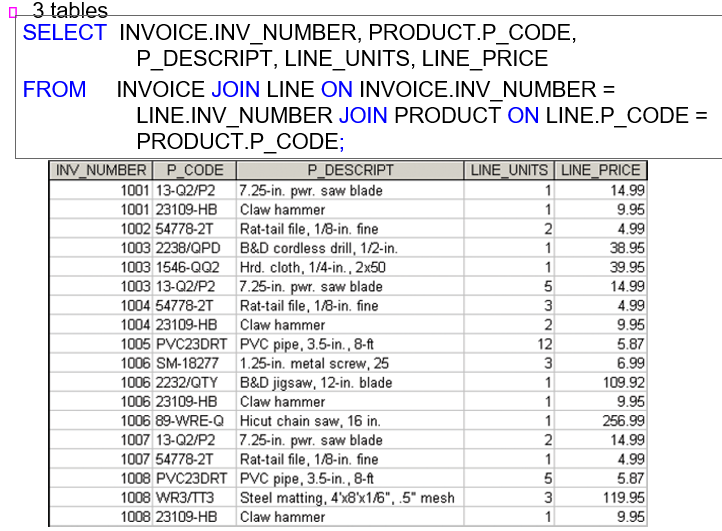 3 tables
SELECT INVOICE.INV_NUMBER, PRODUCT.P_CODE,
P_DESCRIPT, LINE_UNITS, LINE_PRICE
FROM INVOICE JOIN LINE ON INVOICE.INV_NUMBER =
LINE.INV_NUMBER JOIN PRODUCT ON LINE.P_CODE =
PRODUCT.P_CODE;
INV_NUMBER P_CODE P_DESCRIPT LINE_UNITS LINE_PRICE
1001 13-Q2/P2 7.25-in. pwr. saw blade 1 14.99
1001 23109-HB Claw hammer 1 9.95
1002 54778-2T Rat-tail file, 1/8-in. fine 2 4.99
1003 2238/QPD B&D cordless drill, 1/2-in. 1 38.95
1003 1546-QQ2 Hrd. cloth, 1/4-in., 2x50 1 39.95
1003 13-Q2/P2 7.25-in. pwr. saw blade 5 14.99
1004 54778-2T Rat-tail file, 1/8-in. fine 3 4.99
1004 23109-HB Claw hammer 2 9.95
1005 PVC23DRT PVC pipe, 3.5-in., 8-ft 12 5.87
1006 SM-18277 1.25-in. metal screw, 25 3 6.99
1006 2232/QTY B&D jigsaw, 12-in. blade 1 109.92
1006 23109-HB Claw hammer 1 9.95
1006 89-WRE-Q Hicut chain saw, 16 in. 1 256.99
1007 13-Q2/P2 7.25-in. pwr. saw blade 2 14.99
1007 54778-2T Rat-tail file, 1/8-in. fine 1 4.99
1008 PVC23DRT PVC pipe, 3.5-in., 8-ft 5 5.87
1008 WR3/TT3 Steel matting, 4'x8'x1/6", .5" mesh 3 119.95
1008 23109-HB Claw hammer 1 9.95